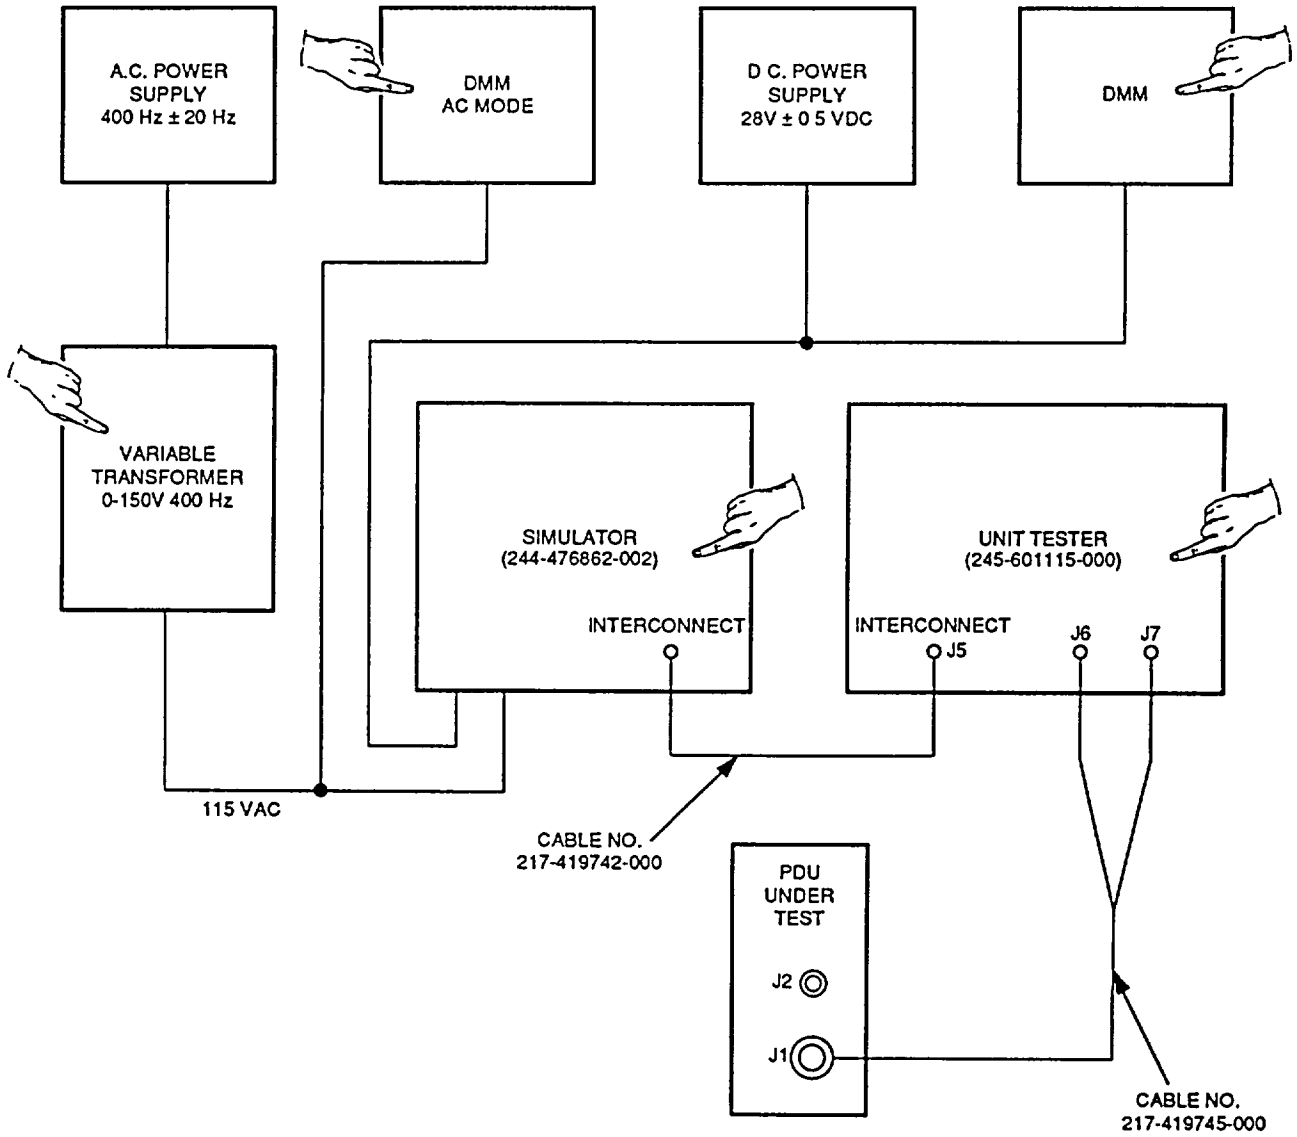 A.C. POWER
SUPPLY
400 Hz ± 20 Hz
DMM
AC MODE
D C. POWER
SUPPLY
28V ± 0 5 VDC
DMM
VARIABLE
TRANSFORMER
0-150V 400 Hz
SIMULATOR
(244-476862-002)
INTERCONNECT
UNIT TESTER
(245-601115-000)
INTERCONNECT
J5
J6
J7
115 VAC
CABLE NO.
217-419742-000
PDU
UNDER
TEST
J2
J1
CABLE NO.
217-419745-000